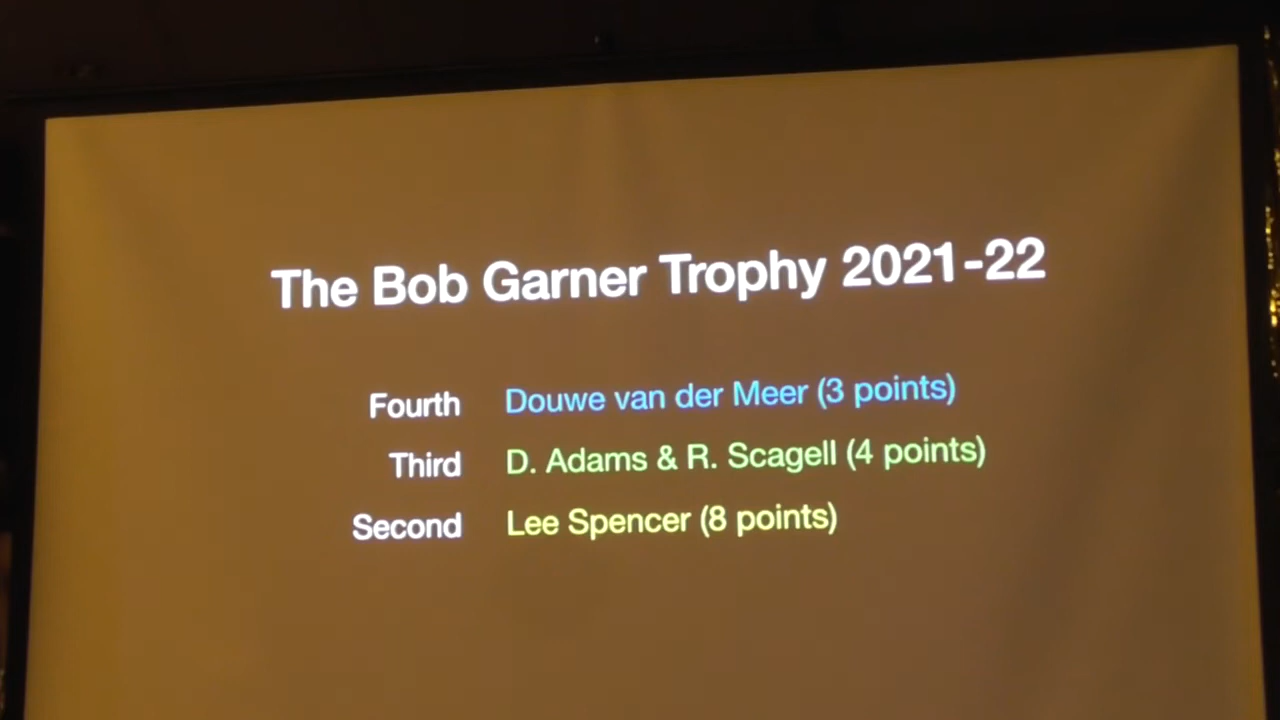 The Bob Garner Trophy 2021-22
Fourth Douwe van der Meer (3 points)
Third D. Adams & R. Scagell (4 points)
Second Lee Spencer (8 points)